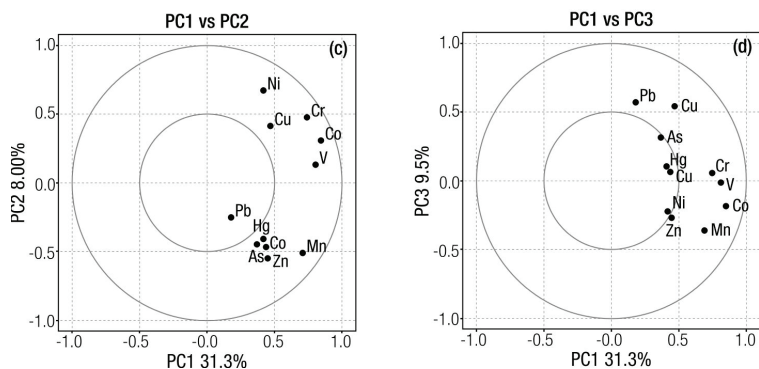 PC1 vs PC2
(c)
1.0
0.5
0.0
-0.5
-1.0
PC2 8.00%
Ni
Cu
Cr
Co
V
Pb
Hg
Co
As
Zn
Mn
-1.0 -0.5 0.0 0.5 1.0
PC1 31.3%
PC1 vs PC3
(d)
1.0
0.5
0.0
-0.5
-1.0
PC3 9.5%
Pb
Cu
As
Hg
Cu
Cr
V
Ni
Co
Zn
Mn
-1.0 -0.5 0.0 0.5 1.0
PC1 31.3%